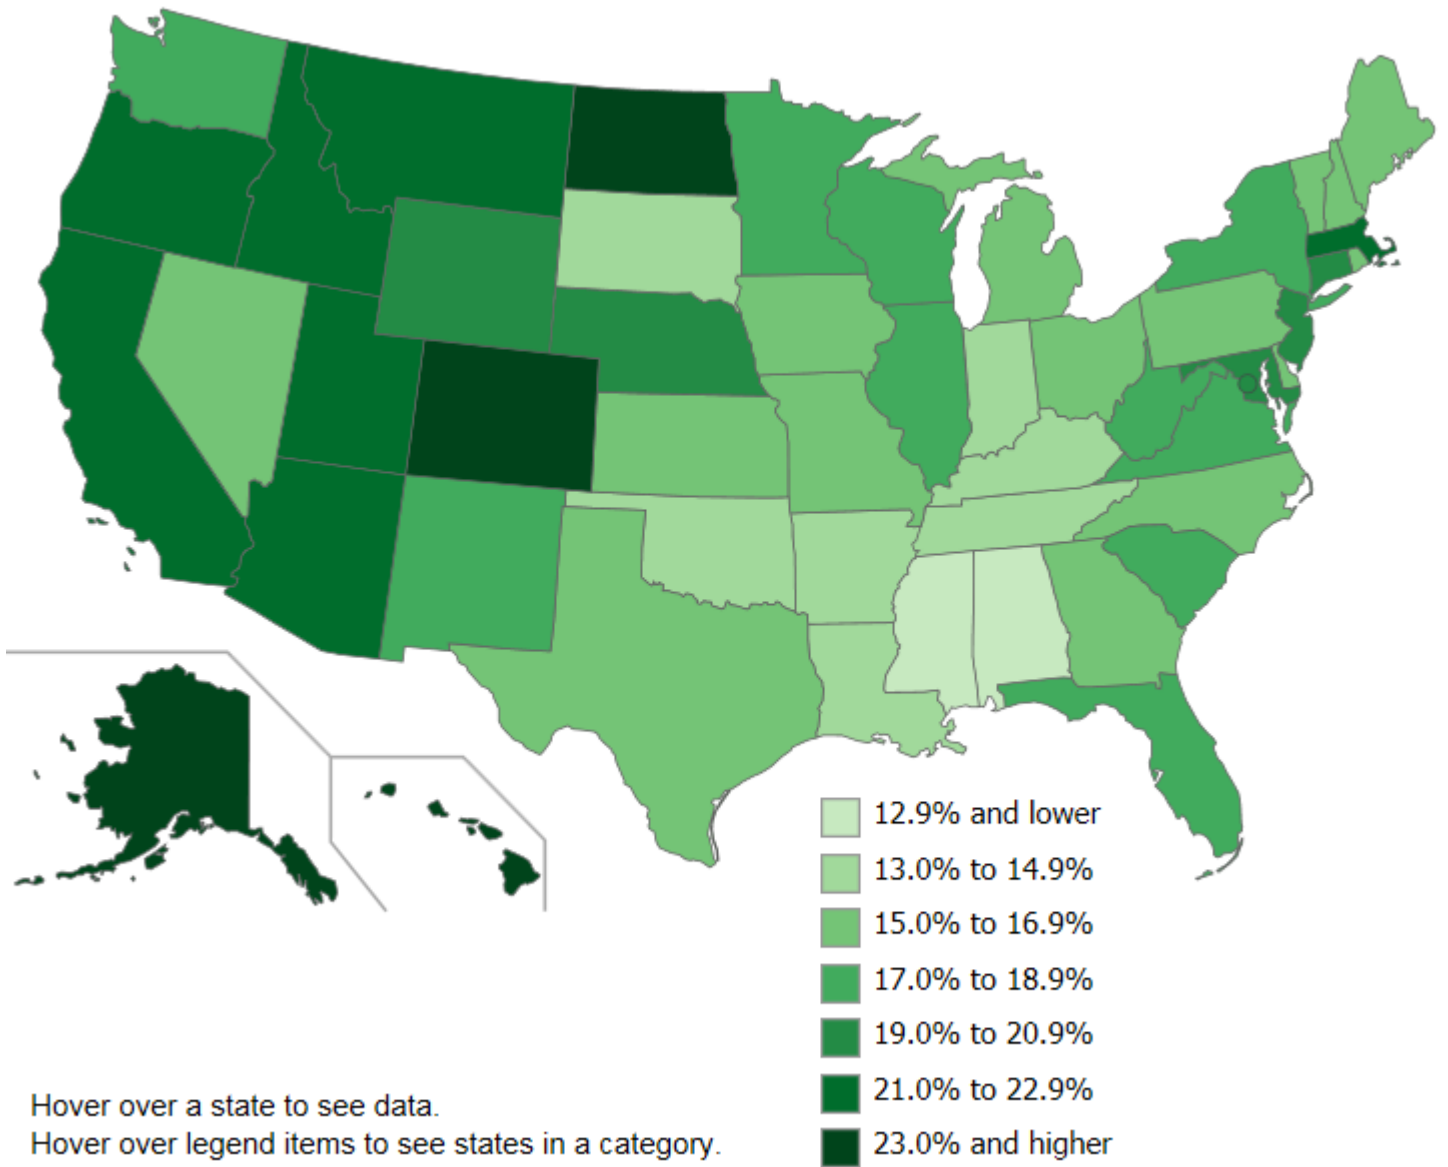 12.9% and lower
13.0% to 14.9%
15.0% to 16.9%
17.0% to 18.9%
19.0% to 20.9%
21.0% to 22.9%
23.0% and higher
Hover over a state to see data.
Hover over legend items to see states in a category.